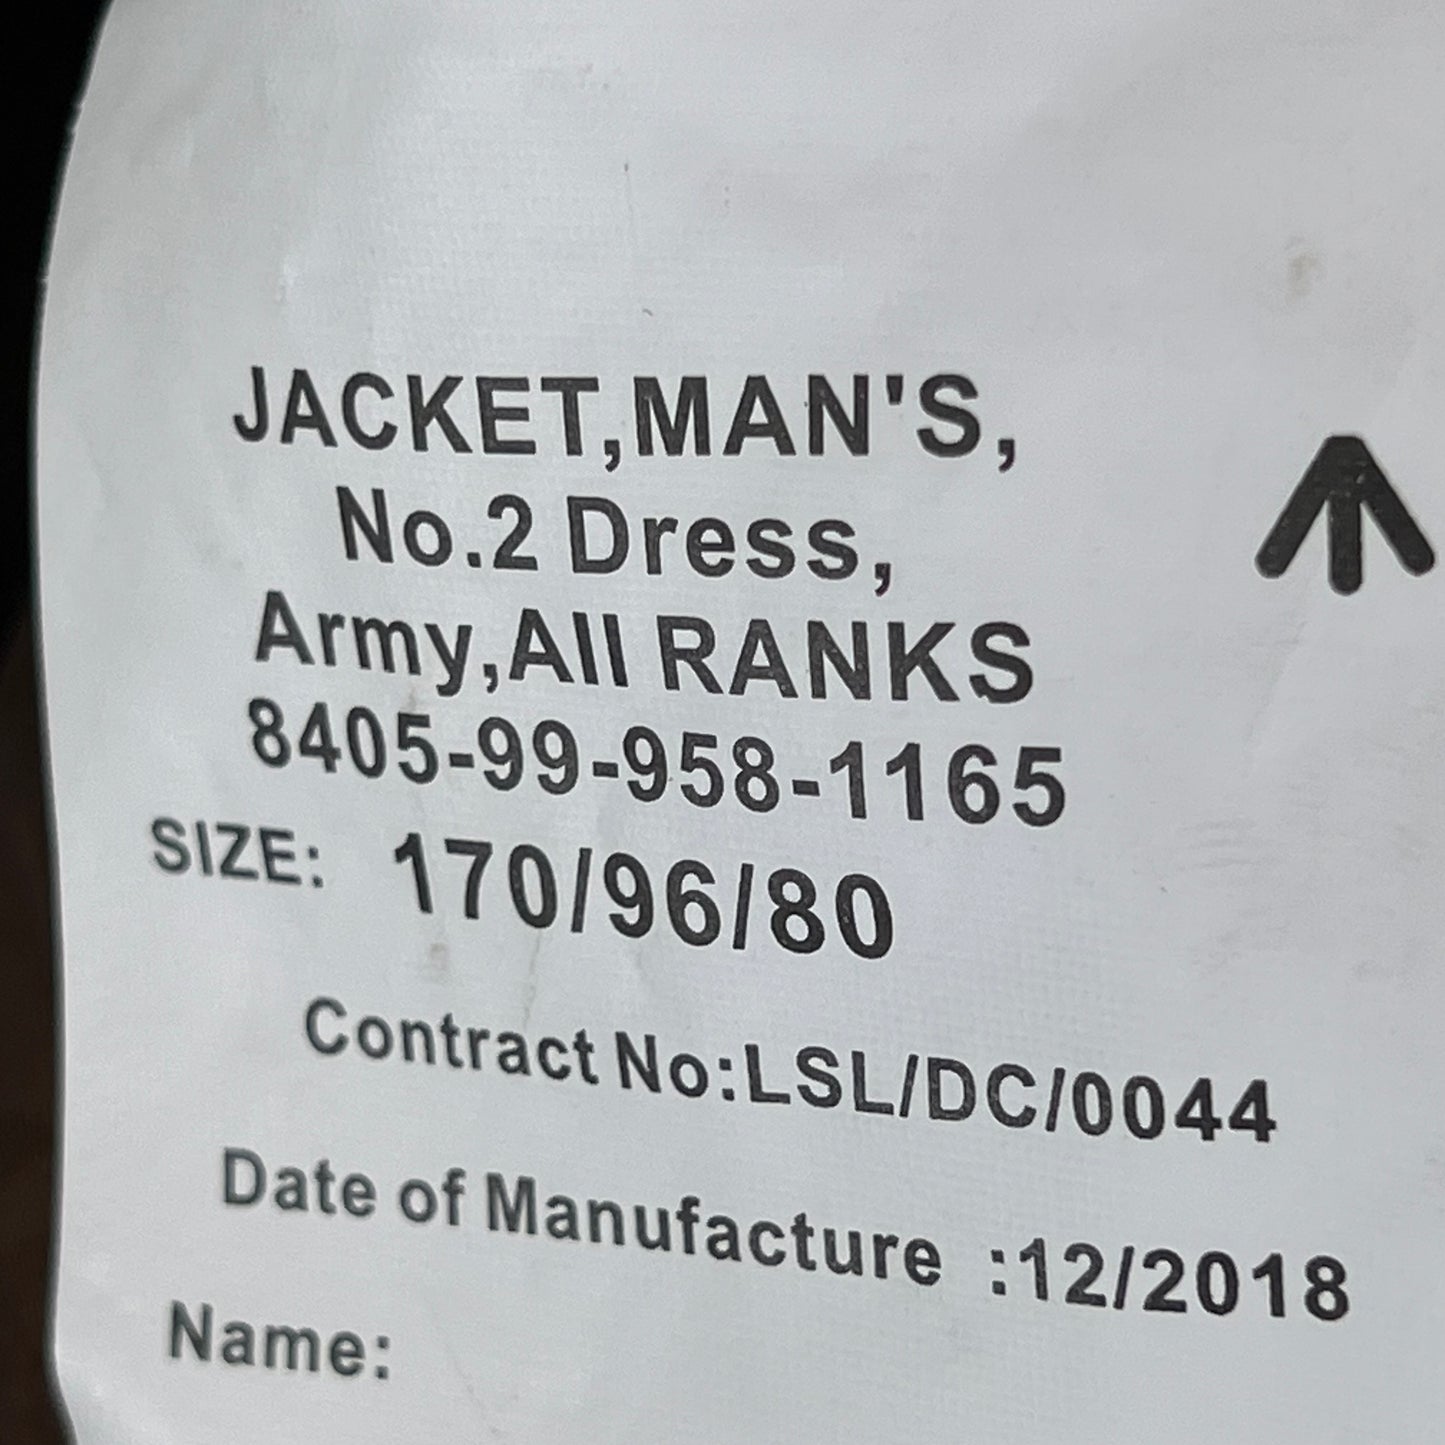 JACKET,MAN'S,
No.2 Dress,
Army,All RANKS
8405-99-958-1165
SIZE: 170/96/80
Contract No:LSL/DC/0044
Date of Manufacture :12/2018
Name: